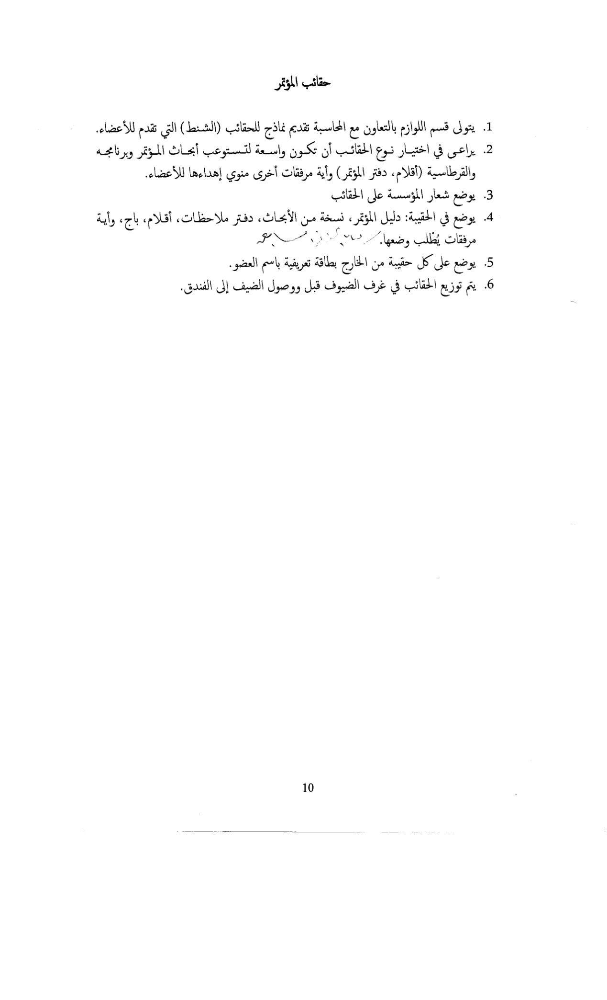 حقائب المؤتمر
1. يتولى قسم اللوازم بالتعاون مع المحاسبة تقديم نماذج للحقائب (الشنط) التي تقدم للأعضاء.
2. يراعى في اختيار نوع الحقائب أن تكون واسعة لتستوعب أبحاث المؤتمر وبرنامجه
والقرطاسية (أقلام، دفتر المؤتمر) وأية مرفقات أخرى منوي إهداءها للأعضاء.
3. يوضع شعار المؤسسة على الحقائب
4. يوضع في الحقيبة: دليل المؤتمر، نسخة من الأبحاث، دفتر ملاحظات، أقلام، باج، وأية
مرفقات يُطْلب وضعها.
5. يوضع على كل حقيبة من الخارج بطاقة تعريفية باسم العضو.
6. يتم توزيع الحقائب في غرف الضيوف قبل ووصول الضيف إلى الفندق.
10